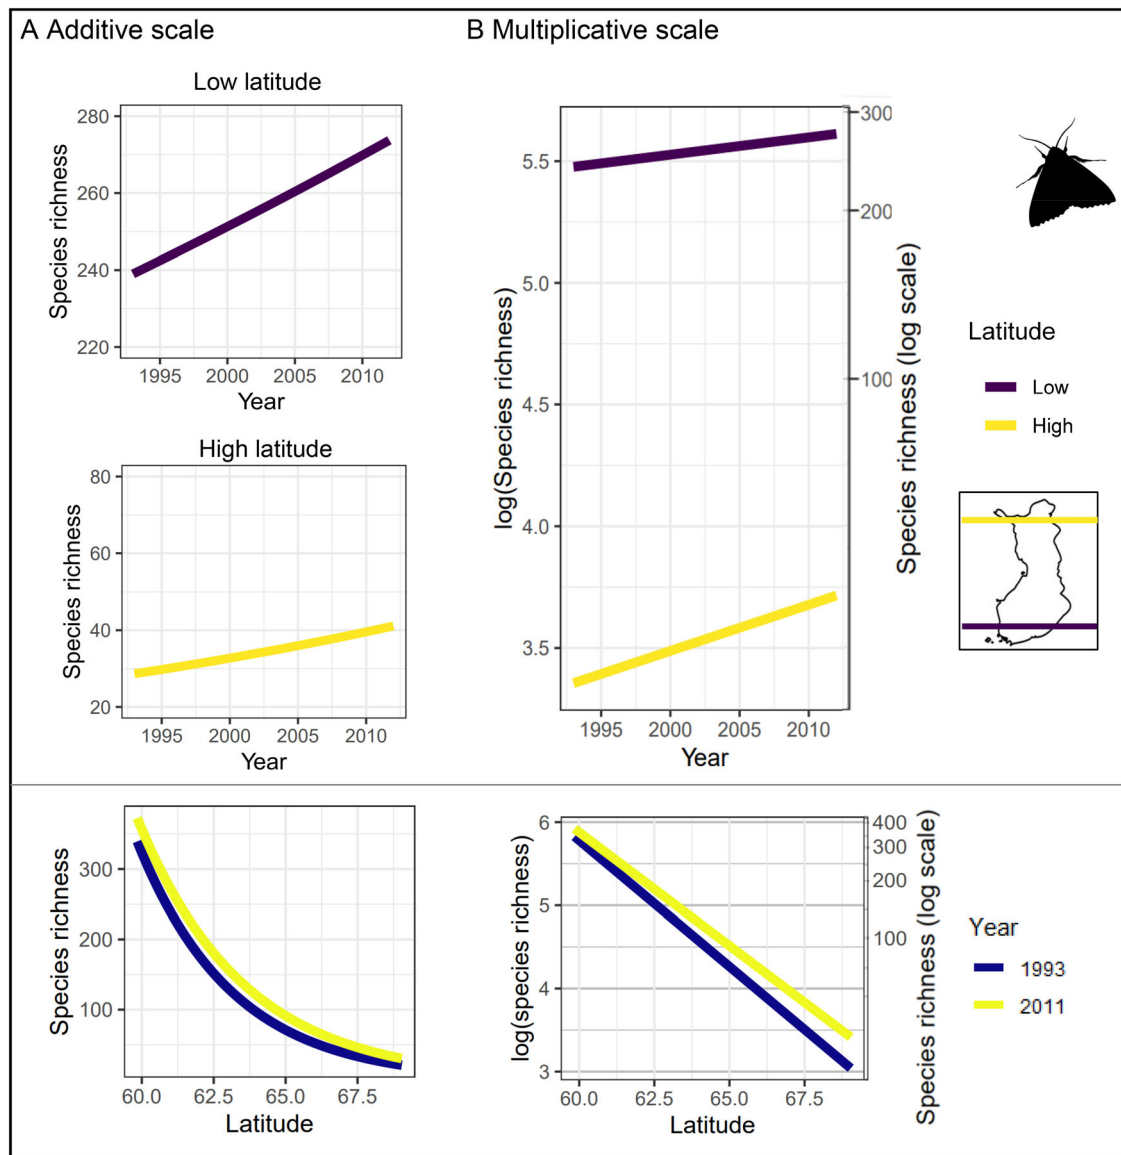 A Additive scale
B Multiplicative scale
Low latitude
280
260
240
220
Species richness
1995 2000 2005 2010
Year
High latitude
80
60
40
20
Species richness
1995 2000 2005 2010
Year
5.5
5.0
4.5
4.0
3.5
log(Species richness)
300
200
100
Species richness (log scale)
1995 2000 2005 2010
Year
Latitude
Low
High
300
200
100
Species richness
60.0 62.5 65.0 67.5
Latitude
6
5
4
3
log(species richness)
400
300
200
100
Species richness (log scale)
60.0 62.5 65.0 67.5
Latitude
Year
1993
2011